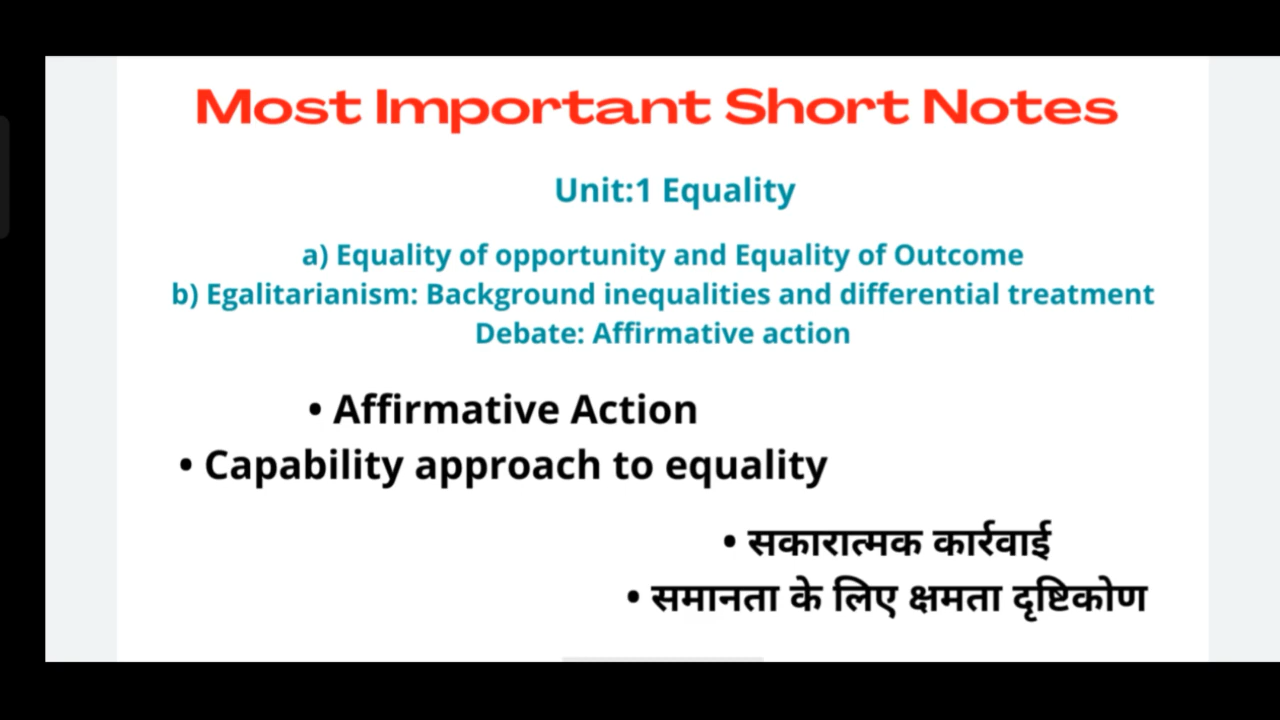 Most Important Short Notes
Unit:1 Equality
a) Equality of opportunity and Equality of Outcome
b) Egalitarianism: Background inequalities and differential treatment
Debate: Affirmative action
• Affirmative Action
• Capability approach to equality
• सकारात्मक कार्रवाई
• समानता के लिए क्षमता दृष्टिकोण